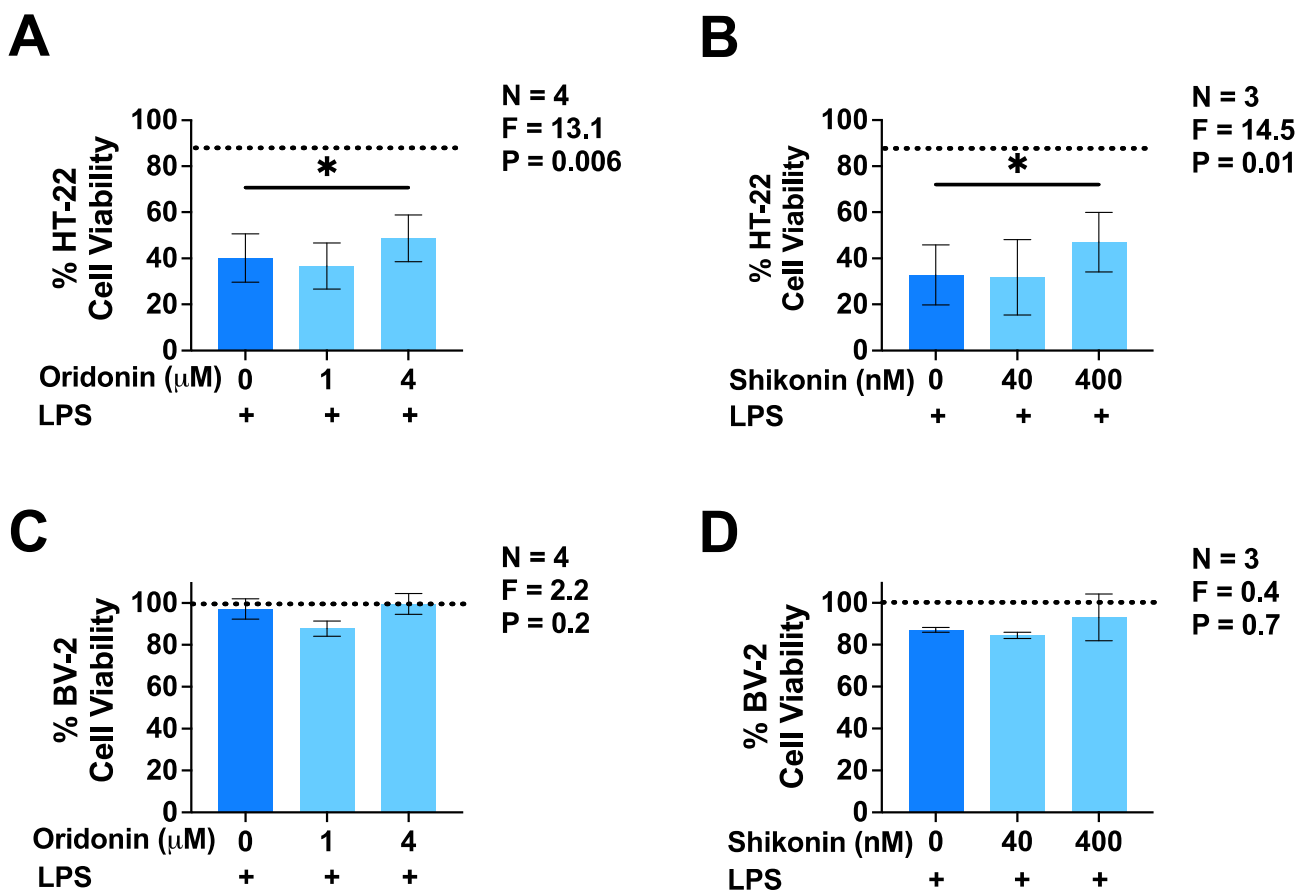 A
N = 4
F = 13.1
P = 0.006
% HT-22
Cell Viability
100
80
60
40
20
0
*
Oridonin (μM) 0 1 4
LPS + + +
B
N = 3
F = 14.5
P = 0.01
% HT-22
Cell Viability
100
80
60
40
20
0
*
Shikonin (nM) 0 40 400
LPS + + +
C
N = 4
F = 2.2
P = 0.2
% BV-2
Cell Viability
100
80
60
40
20
0
Oridonin (μM) 0 1 4
LPS + + +
D
N = 3
F = 0.4
P = 0.7
% BV-2
Cell Viability
100
80
60
40
20
0
Shikonin (nM) 0 40 400
LPS + + +